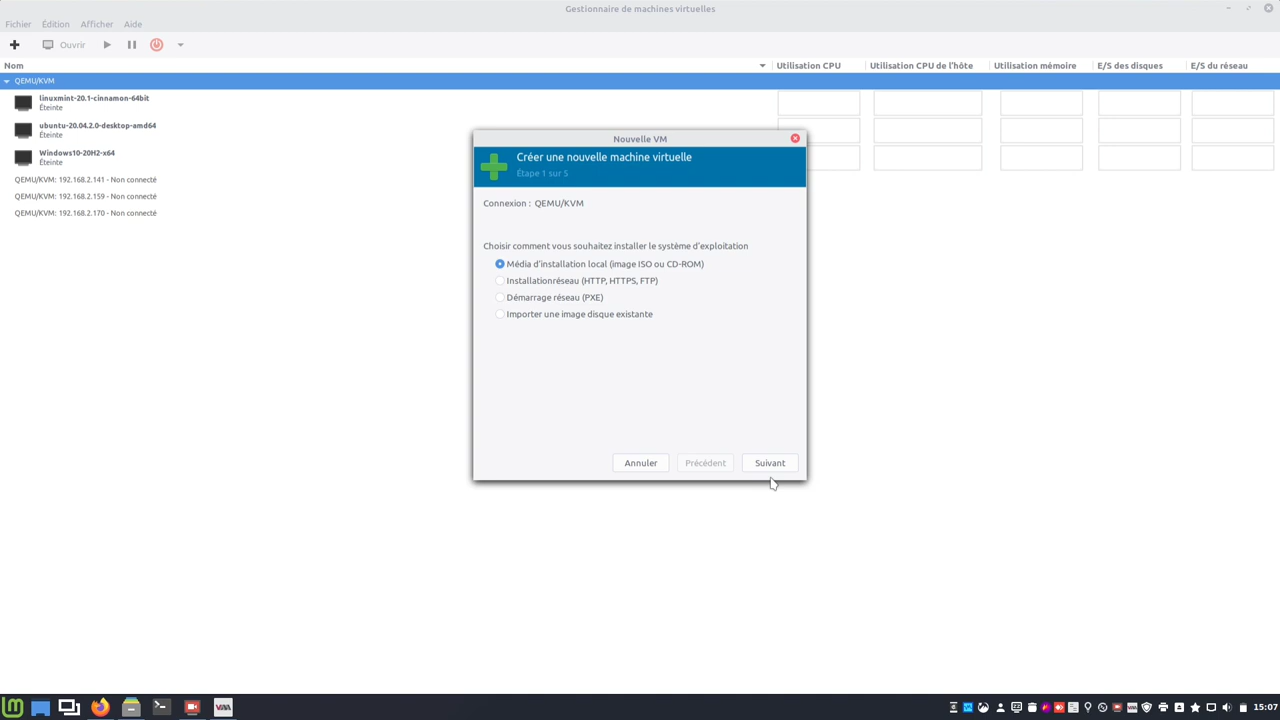 Gestionnaire de machines virtuelles
Fichier Édition Afficher Aide
Ouvrir
Nom Utilisation CPU Utilisation CPU de l'hôte Utilisation mémoire E/S des disques E/S du réseau
QEMU/KVM
linuxmint-20.1-cinnamon-64bit
Éteinte
ubuntu-20.04.2.0-desktop-amd64
Éteinte
Windows10-20H2-x64
Éteinte
QEMU/KVM: 192.168.2.141 - Non connecté
QEMU/KVM: 192.168.2.159 - Non connecté
QEMU/KVM: 192.168.2.170 - Non connecté
Nouvelle VM
Créer une nouvelle machine virtuelle
Étape 1 sur 5
Connexion : QEMU/KVM
Choisir comment vous souhaitez installer le système d'exploitation
Média d'installation local (image ISO ou CD-ROM)
Installationréseau (HTTP, HTTPS, FTP)
Démarrage réseau (PXE)
Importer une image disque existante
Annuler Précédent Suivant
15:07